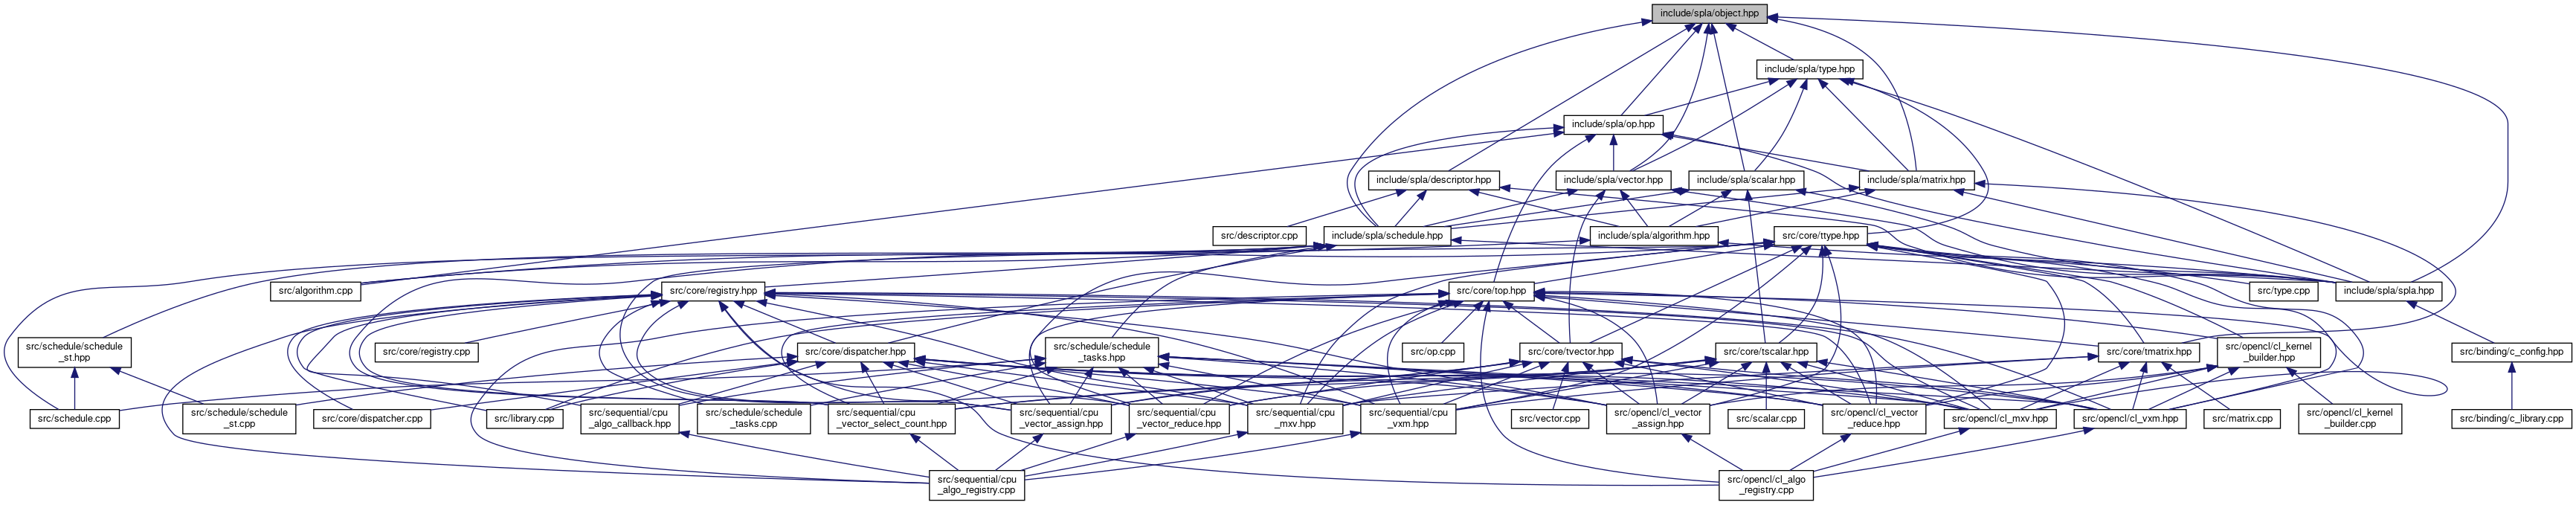 include/spla/object.hpp
include/spla/type.hpp
include/spla/op.hpp
include/spla/descriptor.hpp
include/spla/vector.hpp
include/spla/scalar.hpp
include/spla/matrix.hpp
src/descriptor.cpp
include/spla/schedule.hpp
include/spla/algorithm.hpp
src/core/ttype.hpp
src/algorithm.cpp
src/core/registry.hpp
src/core/top.hpp
src/type.cpp
include/spla/spla.hpp
src/schedule/schedule
_st.hpp
src/core/registry.cpp
src/core/dispatcher.hpp
src/schedule/schedule
_tasks.hpp
src/op.cpp
src/core/tvector.hpp
src/core/tscalar.hpp
src/core/tmatrix.hpp
src/opencl/cl_kernel
_builder.hpp
src/binding/c_config.hpp
src/schedule.cpp
src/schedule/schedule
_st.cpp
src/core/dispatcher.cpp
src/library.cpp
src/sequential/cpu
_algo_callback.hpp
src/schedule/schedule
_tasks.cpp
src/sequential/cpu
_vector_select_count.hpp
src/sequential/cpu
_vector_assign.hpp
src/sequential/cpu
_vector_reduce.hpp
src/sequential/cpu
_mxv.hpp
src/sequential/cpu
_vxm.hpp
src/vector.cpp
src/opencl/cl_vector
_assign.hpp
src/scalar.cpp
src/opencl/cl_vector
_reduce.hpp
src/opencl/cl_mxv.hpp
src/opencl/cl_vxm.hpp
src/matrix.cpp
src/opencl/cl_kernel
_builder.cpp
src/binding/c_library.cpp
src/sequential/cpu
_algo_registry.cpp
src/opencl/cl_algo
_registry.cpp